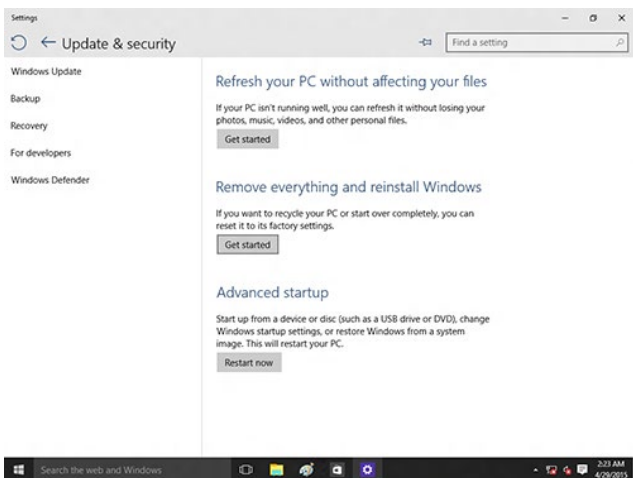 Settings
Update & security
Find a setting
Windows Update
Backup
Recovery
For developers
Windows Defender
Refresh your PC without affecting your files
If your PC isn't running well, you can refresh it without losing your
photos, music, videos, and other personal files.
Get started
Remove everything and reinstall Windows
If you want to recycle your PC or start over completely, you can
reset it to its factory settings.
Get started
Advanced startup
Start up from a device or disc (such as a USB drive or DVD), change
Windows startup settings, or restore Windows from a system
image. This will restart your PC.
Restart now
Search the web and Windows
2:23 AM
4/29/2015